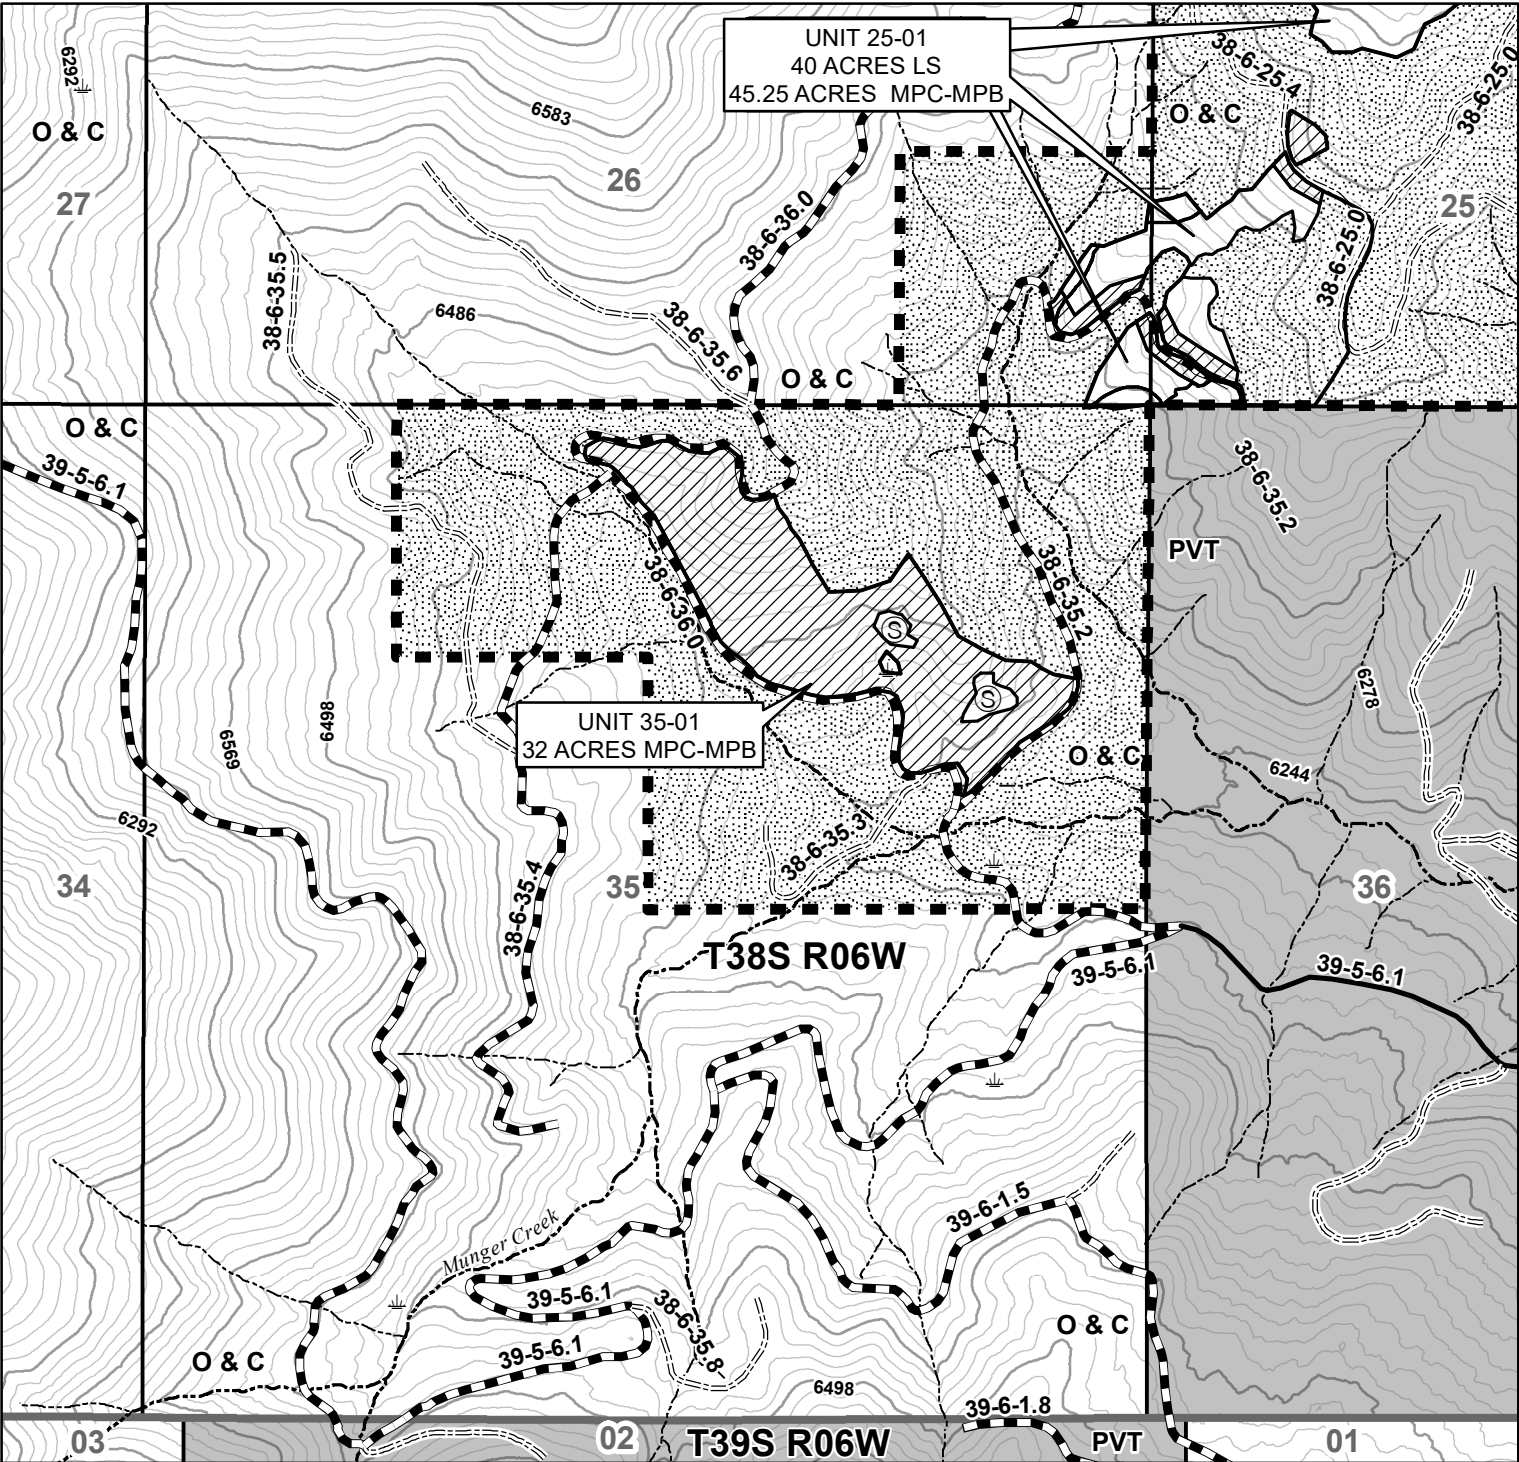 UNIT 25-01
40 ACRES LS
45.25 ACRES MPC-MPB
6292
O & C
27
6583
26
38-6-36.0
38-6-25.4
38-6-25.0
O & C
25
38-6-25.0
38-6-35.5
6486
38-6-35.6
O & C
O & C
39-5-6.1
38-6-35.2
PVT
38-6-36.0
38-6-35.2
S
S
6278
UNIT 35-01
32 ACRES MPC-MPB
6498
6569
O & C
6244
6292
38-6-35.3
34
35
36
38-6-35.4
T38S R06W
39-5-6.1
39-5-6.1
39-6-1.5
Munger Creek
39-5-6.1
38-6-35.8
O & C
39-5-6.1
O & C
6498
39-6-1.8
03
02
T39S R06W
PVT
01